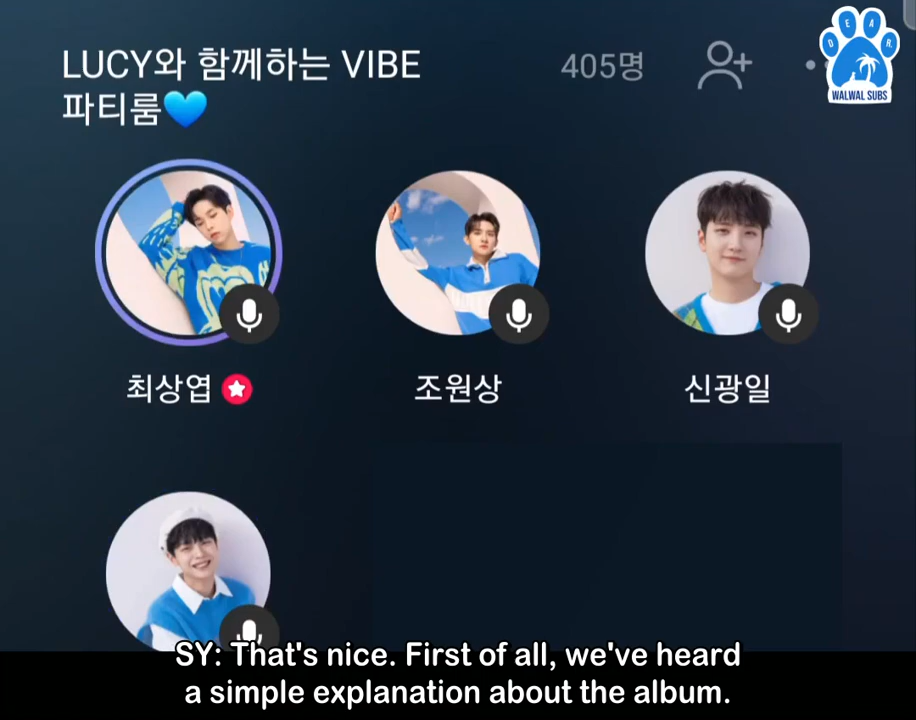 LUCY와 함께하는 VIBE
파티룸💙
405명
DEAR.
WALWAL SUBS
최상엽
조원상
신광일
SY: That's nice. First of all, we've heard
a simple explanation about the album.